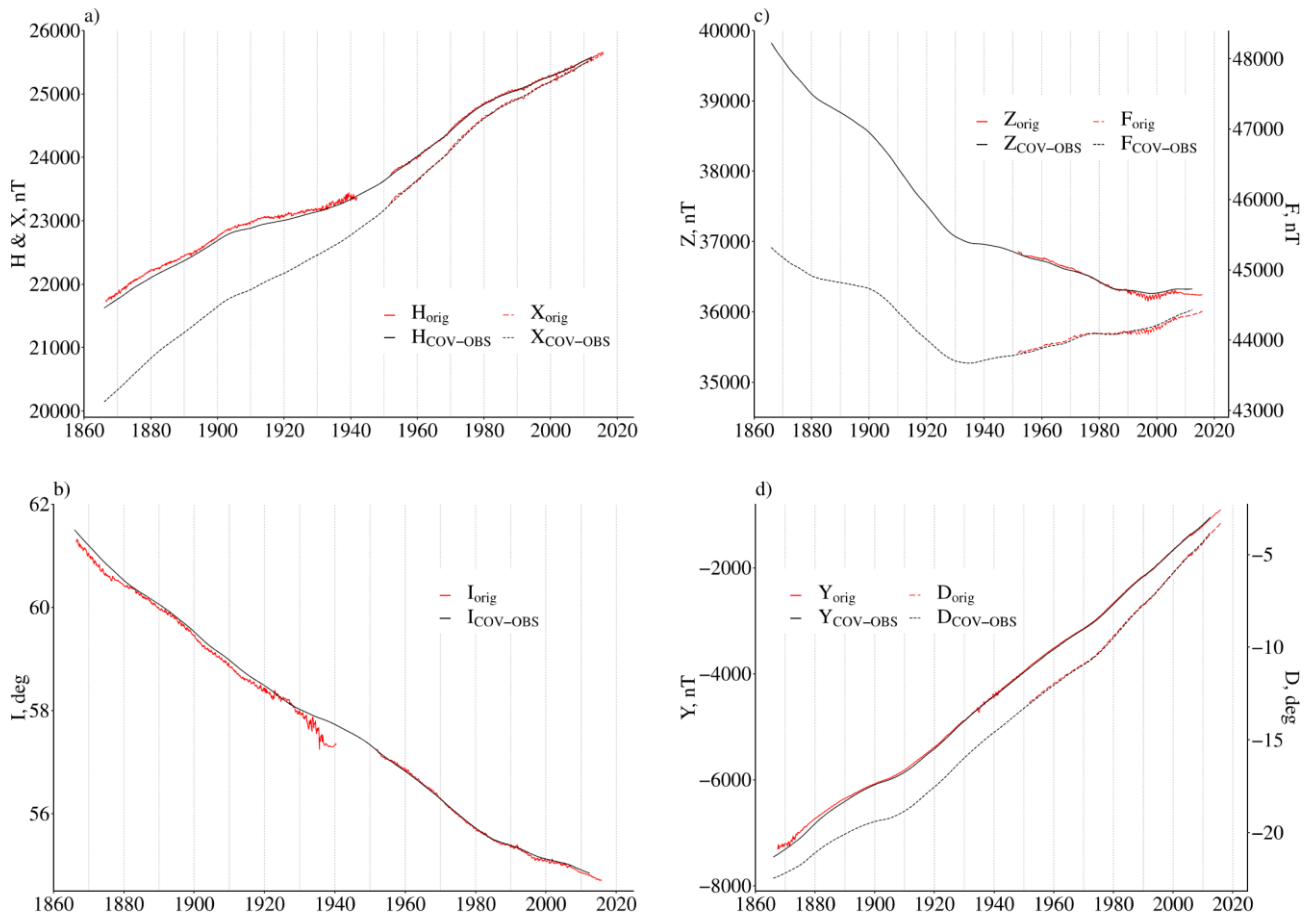 a)
26000
25000
24000
23000
22000
21000
20000
H & X, nT
H_orig
X_orig
H_COV−OBS
X_COV−OBS
1860 1880 1900 1920 1940 1960 1980 2000 2020
c)
40000
39000
38000
37000
36000
35000
Z, nT
48000
47000
46000
45000
44000
43000
F, nT
Z_orig
F_orig
Z_COV−OBS
F_COV−OBS
1860 1880 1900 1920 1940 1960 1980 2000 2020
b)
62
60
58
56
I, deg
I_orig
I_COV−OBS
1860 1880 1900 1920 1940 1960 1980 2000 2020
d)
−2000
−4000
−6000
−8000
Y, nT
−5
−10
−15
−20
D, deg
Y_orig
D_orig
Y_COV−OBS
D_COV−OBS
1860 1880 1900 1920 1940 1960 1980 2000 2020